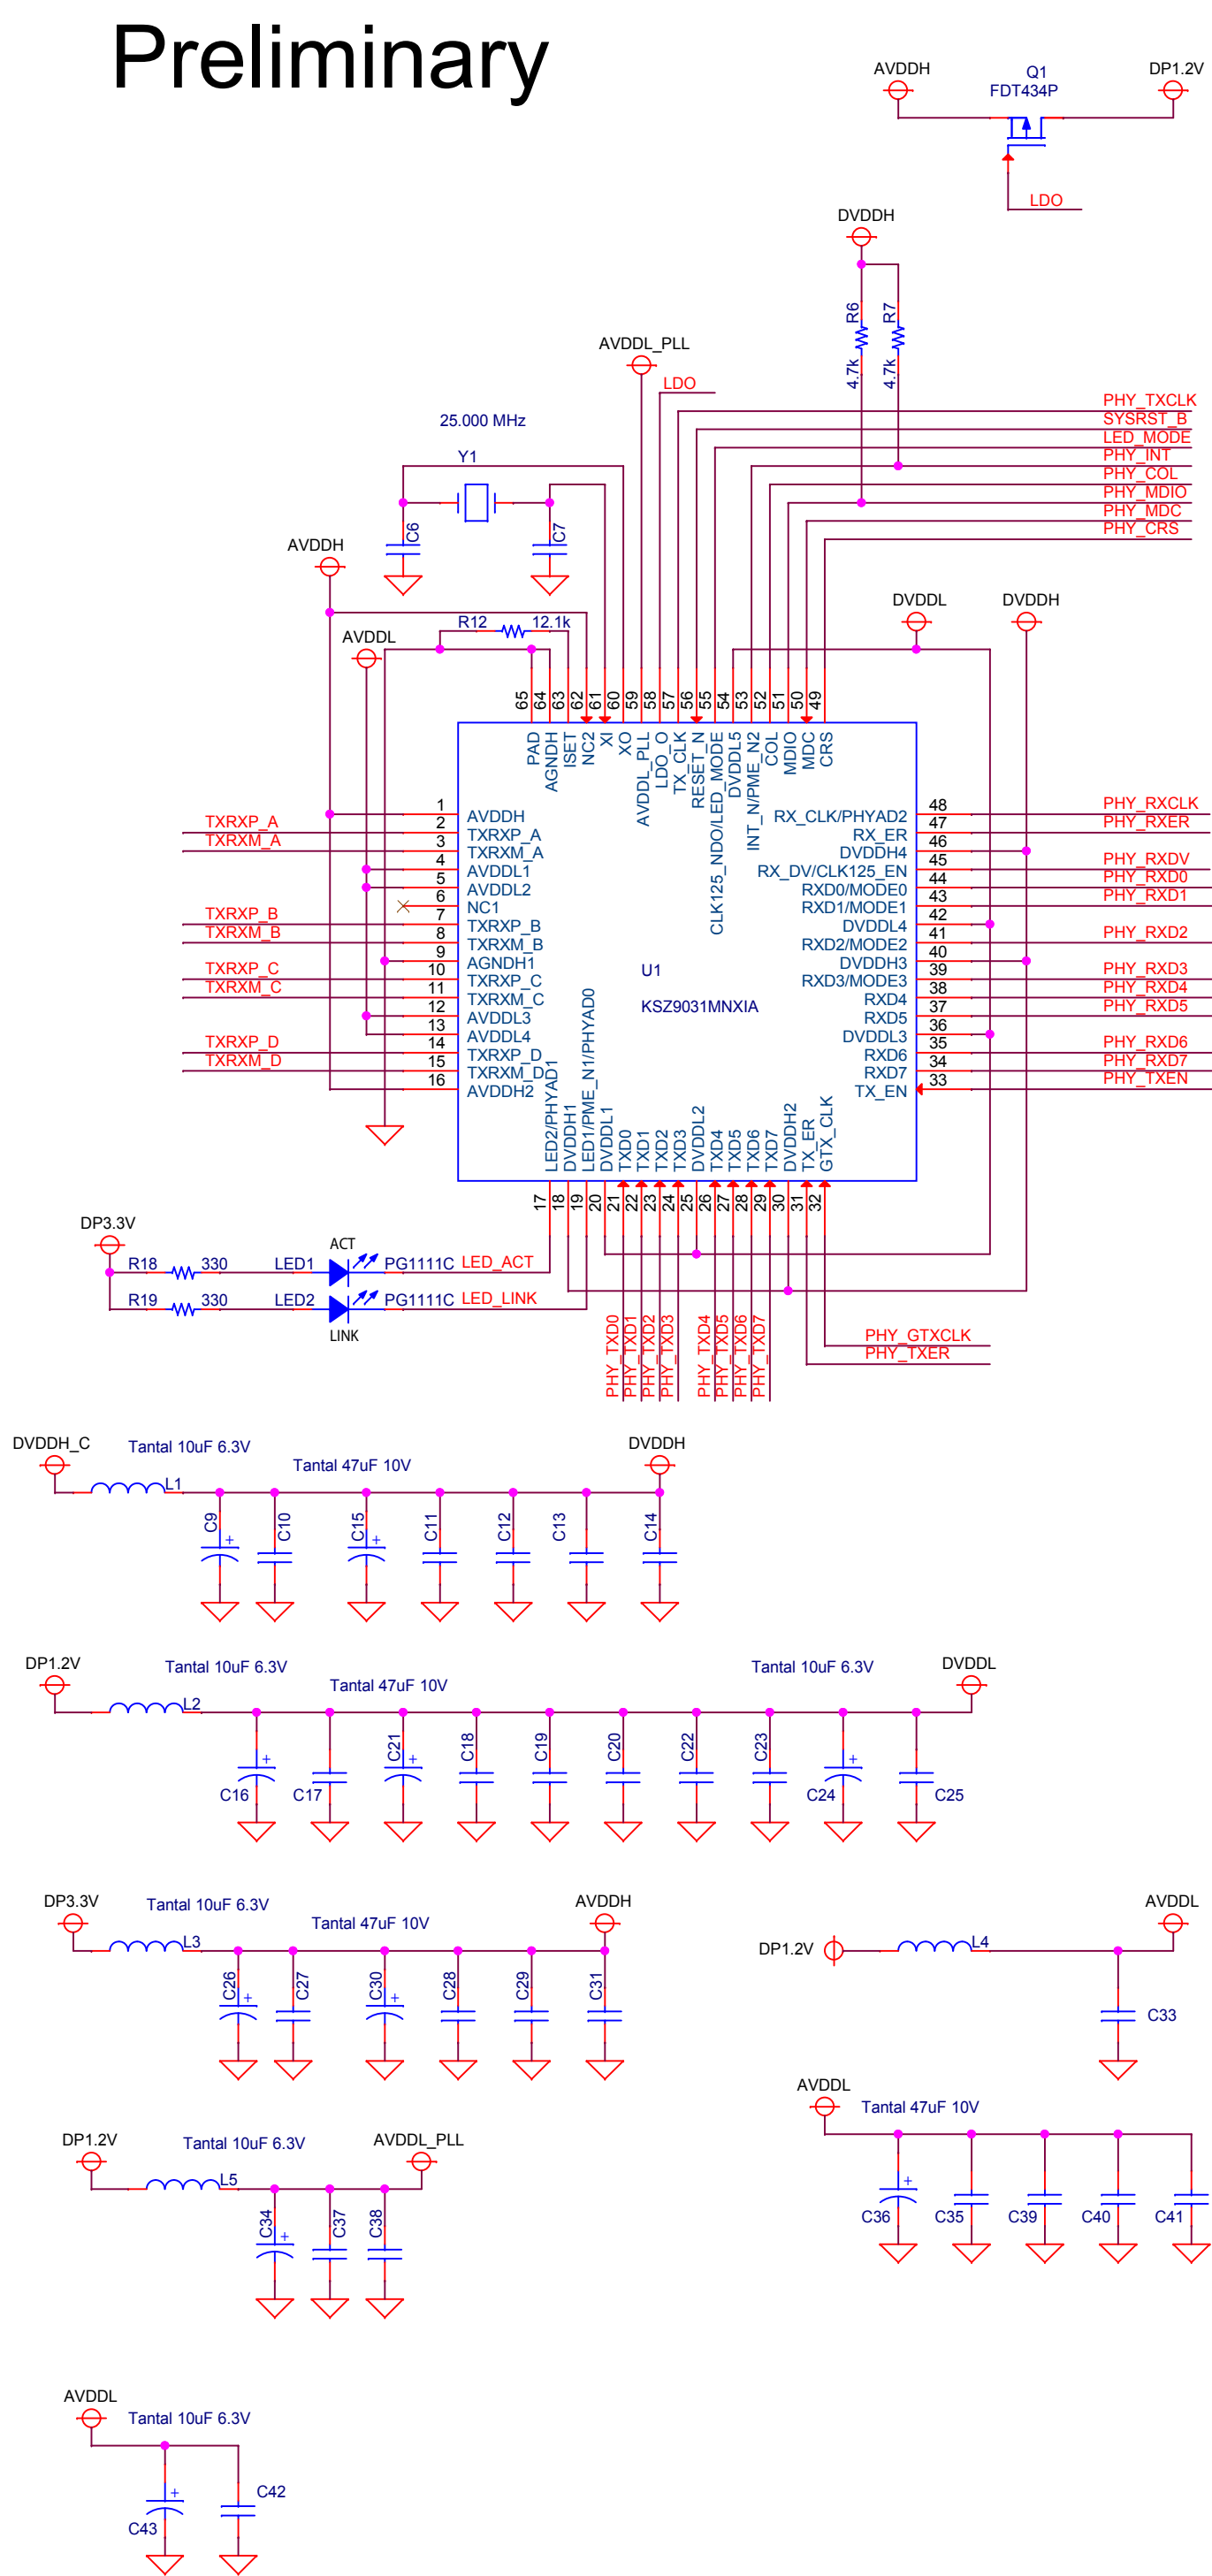 Preliminary
AVDDH
Q1
FDT434P
DP1.2V
LDO
DVDDH
R6
4.7k
R7
4.7k
AVDDL_PLL
LDO
25.000 MHz
Y1
C6
C7
PHY_TXCLK
SYSRST_B
LED_MODE
PHY_INT
PHY_COL
PHY_MDIO
PHY_MDC
PHY_CRS
AVDDH
AVDDL
R12 12.1k
DVDDL
DVDDH
65 64 63 62 61 60 59 58 57 56 55 54 53 52 51 50 49
PAD
AGNDH
ISET
NC2
XI
XO
AVDDL_PLL
LDO_O
TX_CLK
RESET_N
CLK125_NDO/LED_MODE
DVDDL5
INT_N/PME_N2
COL
MDIO
MDC
CRS
1 AVDDH
TXRXP_A 2 TXRXP_A
TXRXM_A 3 TXRXM_A
4 AVDDL1
5 AVDDL2
6 NC1
TXRXP_B 7 TXRXP_B
TXRXM_B 8 TXRXM_B
9 AGNDH1
TXRXP_C 10 TXRXP_C
TXRXM_C 11 TXRXM_C
12 AVDDL3
13 AVDDL4
TXRXP_D 14 TXRXP_D
TXRXM_D 15 TXRXM_D
16 AVDDH2
U1
KSZ9031MNXIA
RX_CLK/PHYAD2 48 PHY_RXCLK
RX_ER 47 PHY_RXER
DVDDH4 46
RX_DV/CLK125_EN 45 PHY_RXDV
RXD0/MODE0 44 PHY_RXD0
RXD1/MODE1 43 PHY_RXD1
DVDDL4 42
RXD2/MODE2 41 PHY_RXD2
DVDDH3 40
RXD3/MODE3 39 PHY_RXD3
RXD4 38 PHY_RXD4
RXD5 37 PHY_RXD5
DVDDL3 36
RXD6 35 PHY_RXD6
RXD7 34 PHY_RXD7
TX_EN 33 PHY_TXEN
LED2/PHYAD1
DVDDH1
LED1/PME_N1/PHYAD0
DVDDL1
TXD0
TXD1
TXD2
TXD3
DVDDL2
TXD4
TXD5
TXD6
TXD7
DVDDH2
TX_ER
GTX_CLK
17 18 19 20 21 22 23 24 25 26 27 28 29 30 31 32
DP3.3V
ACT
R18 330 LED1 PG1111C LED_ACT
R19 330 LED2 PG1111C LED_LINK
LINK
PHY_TXD0
PHY_TXD1
PHY_TXD2
PHY_TXD3
PHY_TXD4
PHY_TXD5
PHY_TXD6
PHY_TXD7
PHY_GTXCLK
PHY_TXER
DVDDH_C Tantal 10uF 6.3V DVDDH
Tantal 47uF 10V
L1
C9 C10 C15 C11 C12 C13 C14
+ +
DP1.2V Tantal 10uF 6.3V Tantal 10uF 6.3V DVDDL
Tantal 47uF 10V
L2
C21 C18 C19 C20 C22 C23
+ + +
C16 C17 C24 C25
DP3.3V Tantal 10uF 6.3V AVDDH
Tantal 47uF 10V
L3
C26 C27 C30 C28 C29 C31
+ +
AVDDL
DP1.2V L4
C33
AVDDL
Tantal 47uF 10V
+
C36 C35 C39 C40 C41
DP1.2V Tantal 10uF 6.3V AVDDL_PLL
L5
C34 C37 C38
+
AVDDL
Tantal 10uF 6.3V
+
C42
C43